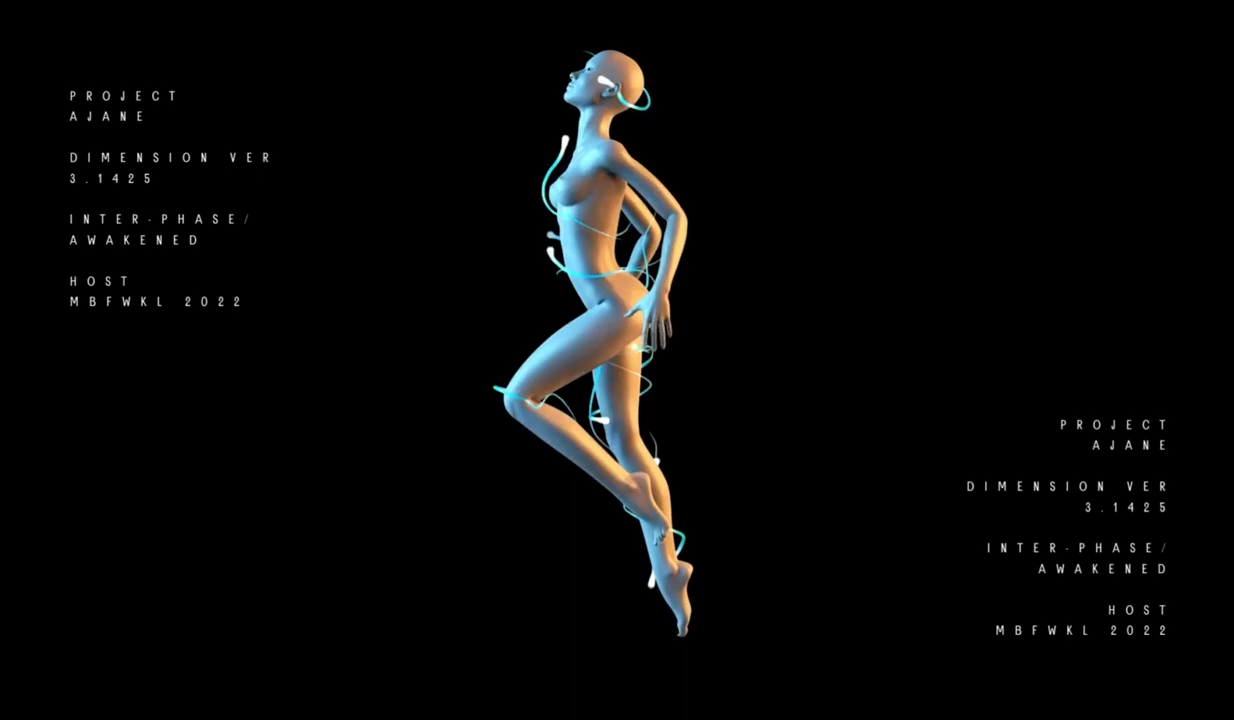 PROJECT
AJANE
DIMENSION VER
3.1425
INTER-PHASE/
AWAKENED
HOST
MBFWKL 2022
PROJECT
AJANE
DIMENSION VER
3.1425
INTER-PHASE/
AWAKENED
HOST
MBFWKL 2022